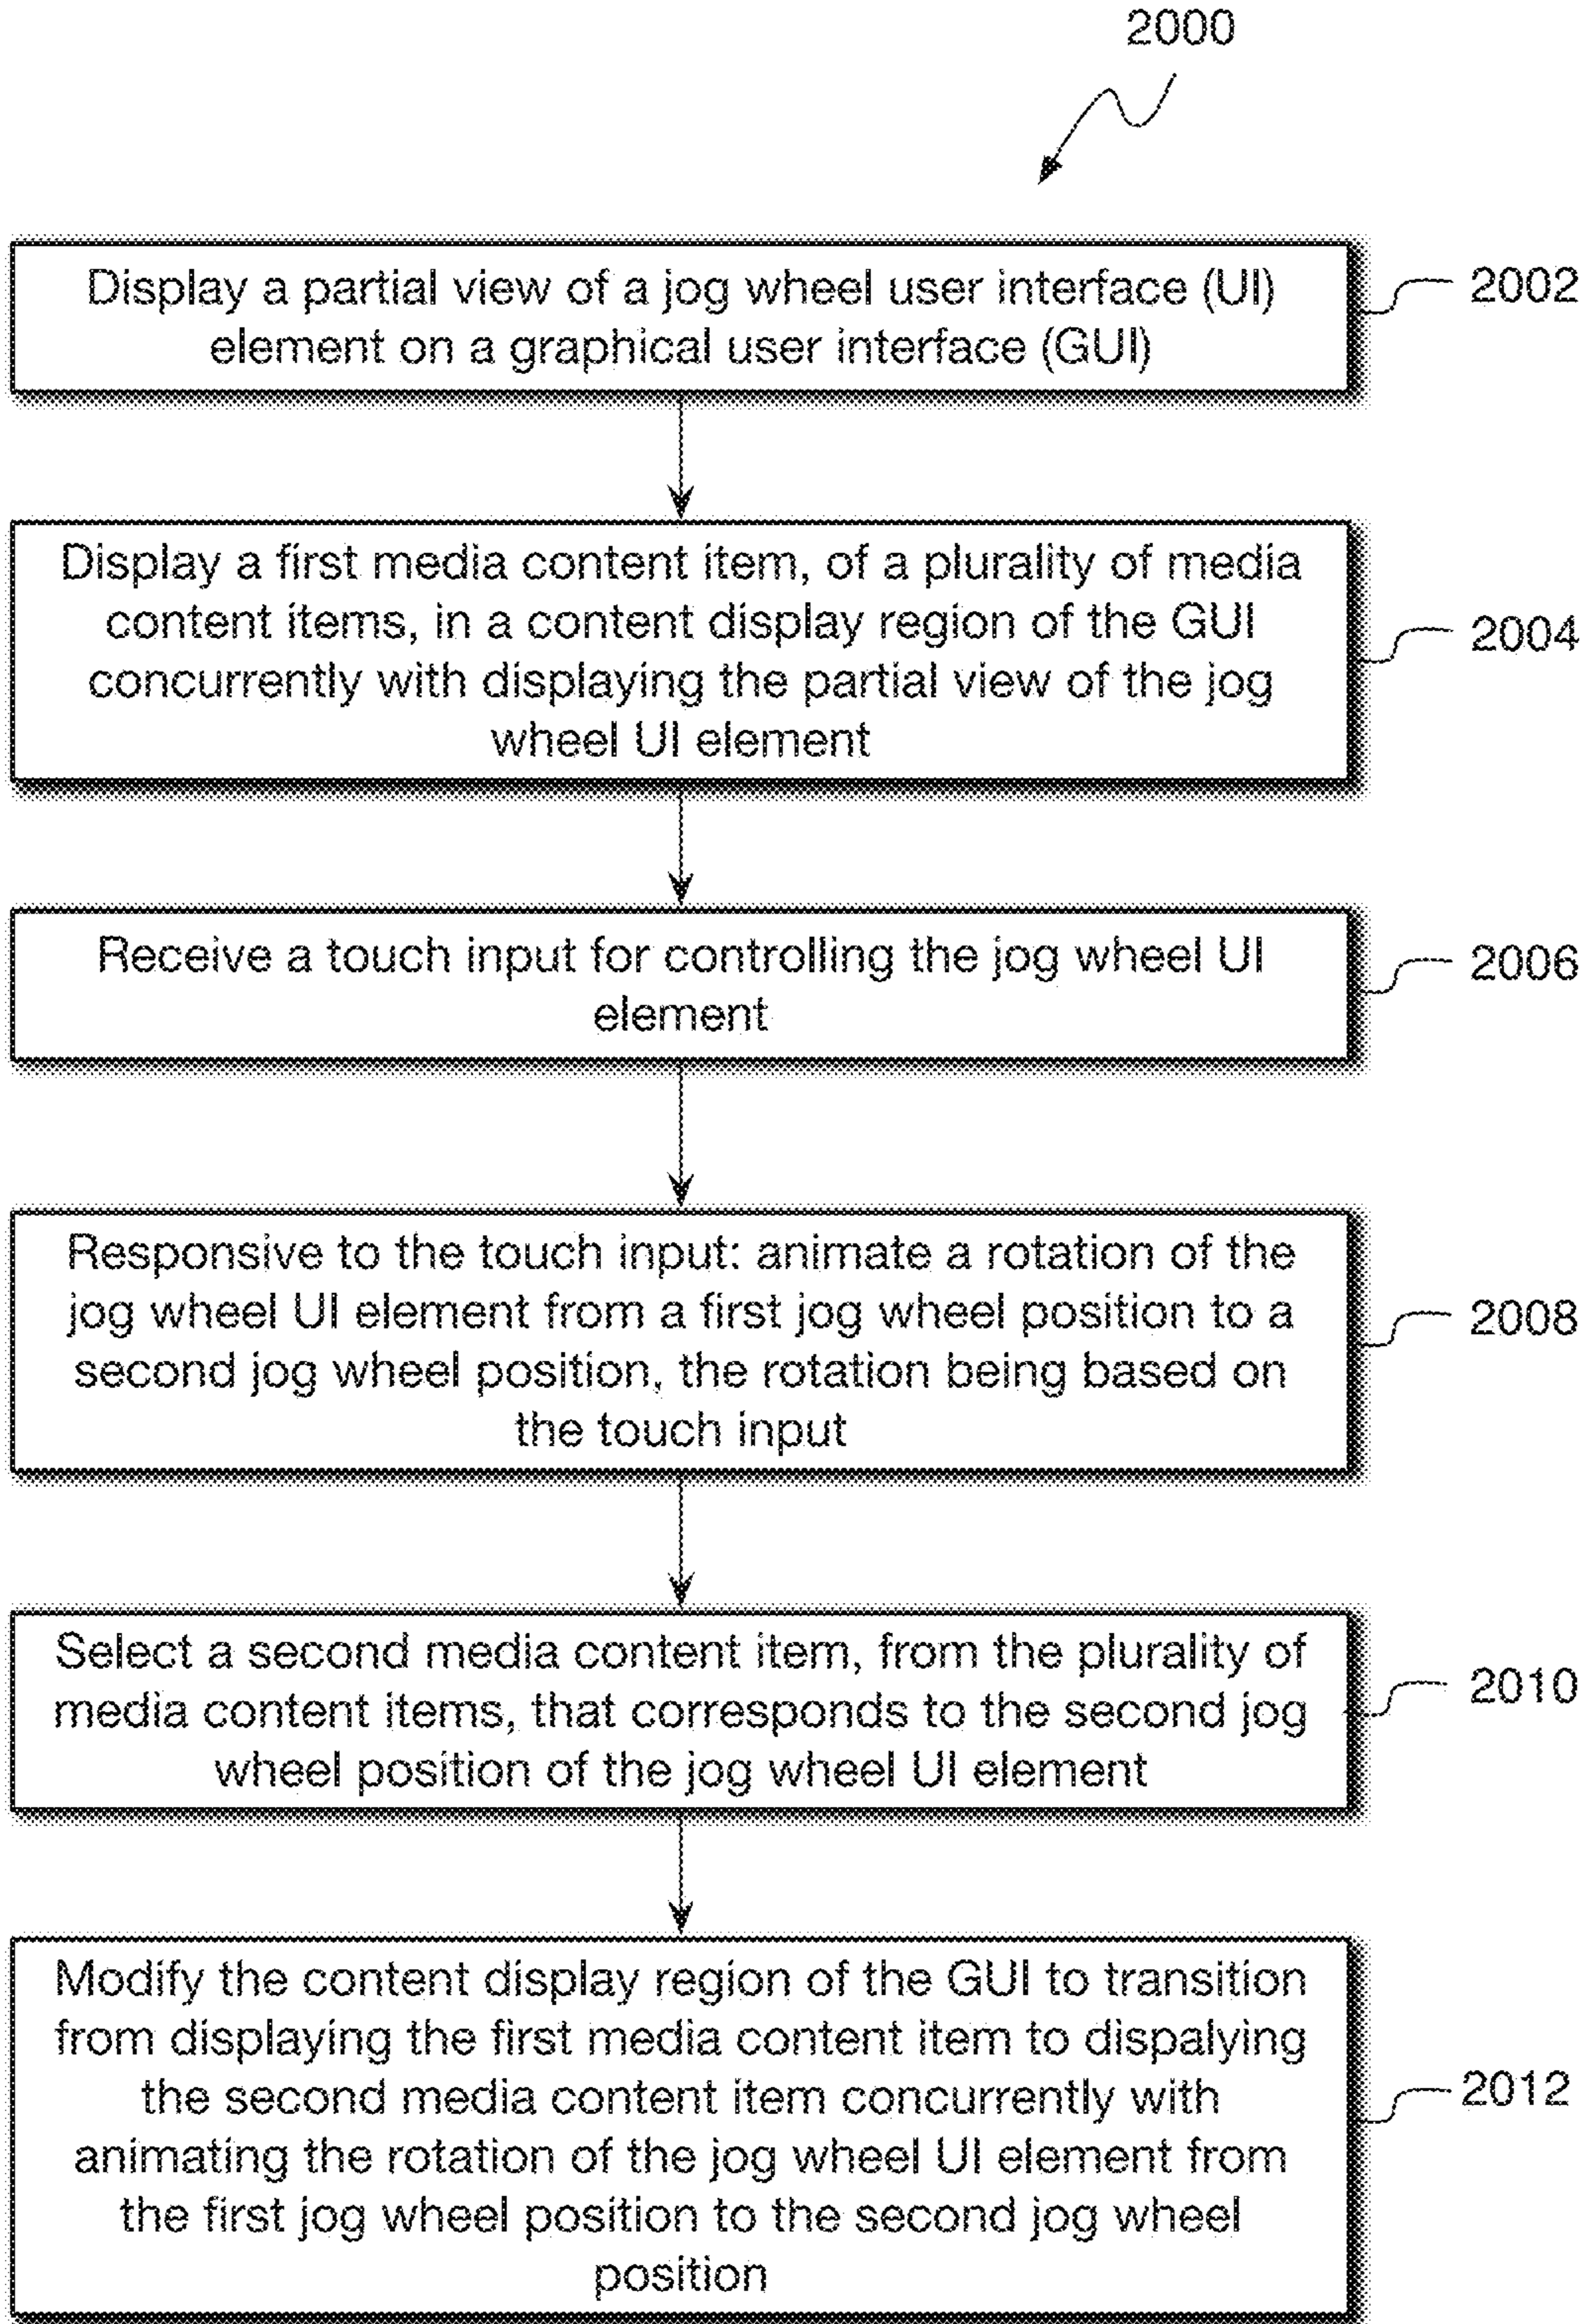 2000
Display a partial view of a jog wheel user interface (UI)
element on a graphical user interface (GUI)
2002
Display a first media content item, of a plurality of media
content items, in a content display region of the GUI
concurrently with displaying the partial view of the jog
wheel UI element
2004
Receive a touch input for controlling the jog wheel UI
element
2006
Responsive to the touch input: animate a rotation of the
jog wheel UI element from a first jog wheel position to a
second jog wheel position, the rotation being based on
the touch input
2008
Select a second media content item, from the plurality of
media content items, that corresponds to the second jog
wheel position of the jog wheel UI element
2010
Modify the content display region of the GUI to transition
from displaying the first media content item to dispalying
the second media content item concurrently with
animating the rotation of the jog wheel UI element from
the first jog wheel position to the second jog wheel
position
2012